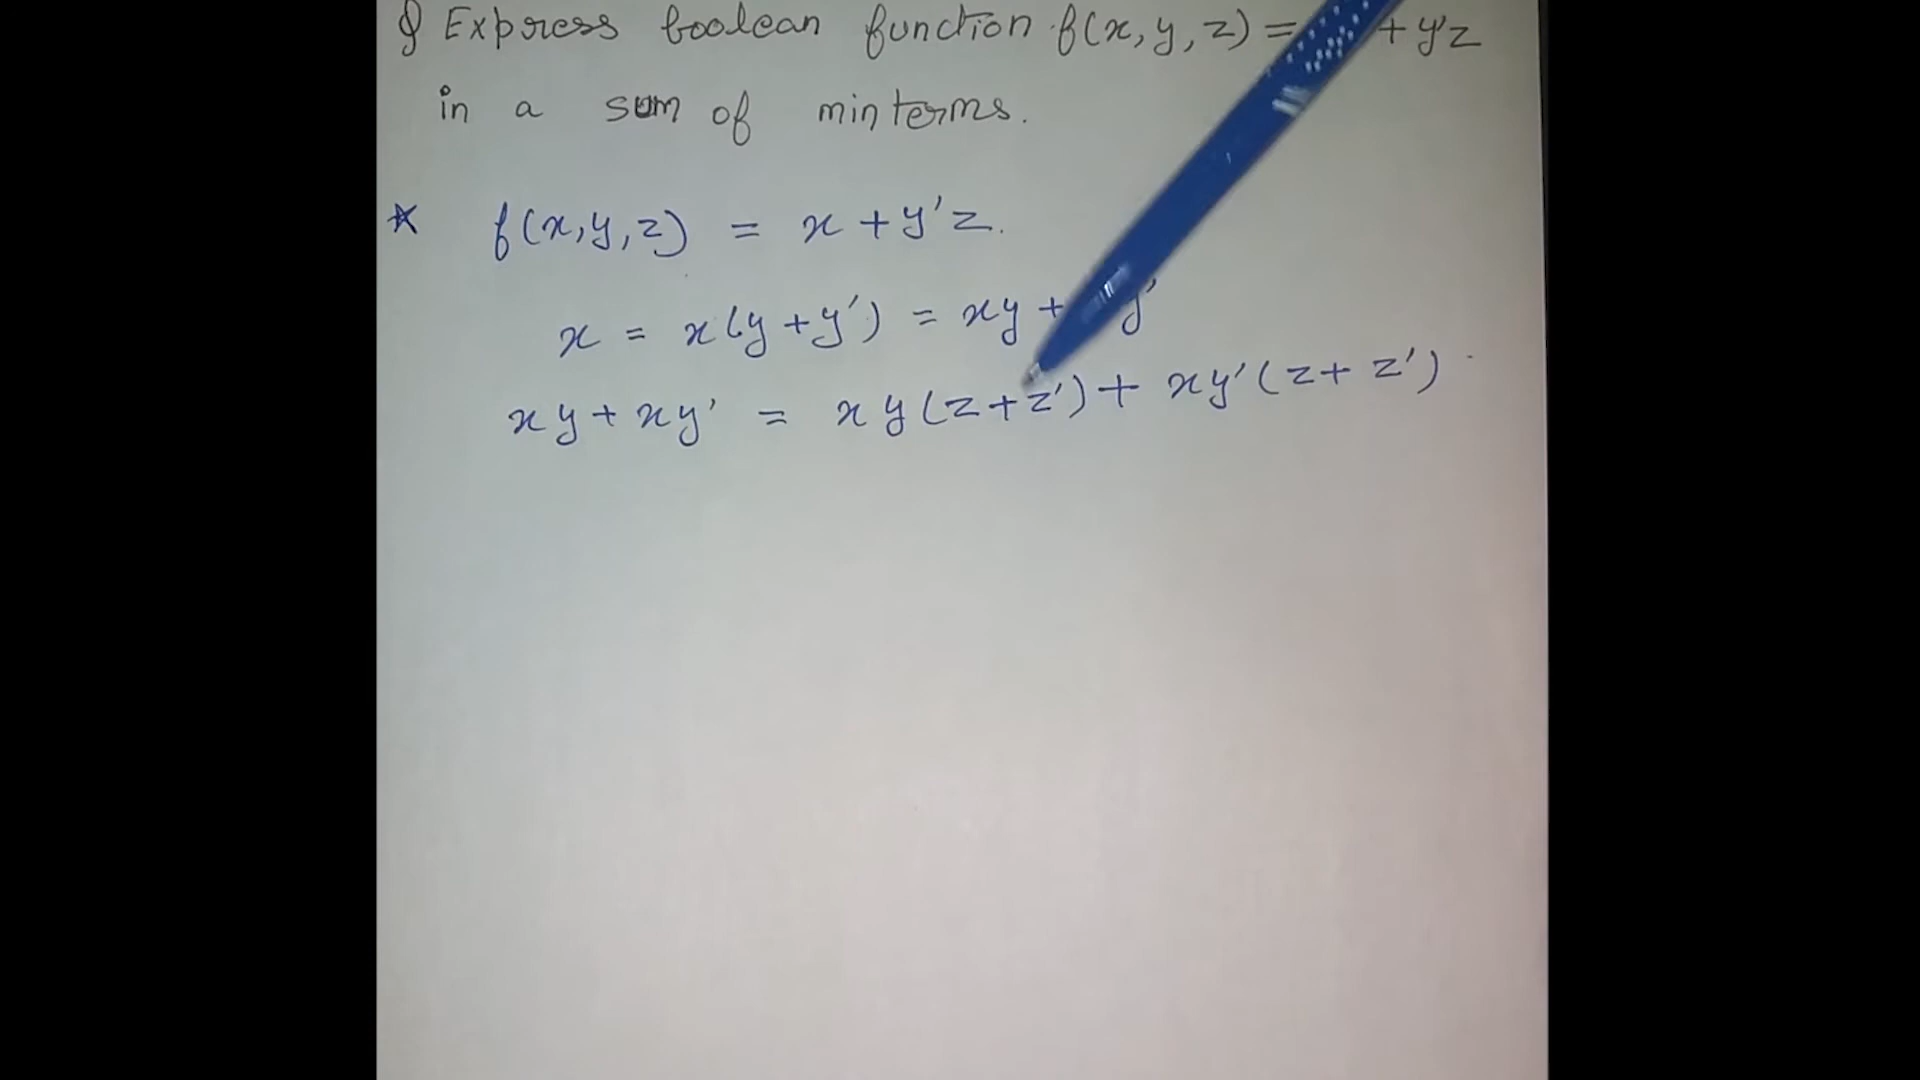 Q Express boolean function f(x, y, z) = + y'z
in a sum of minterms.
* f(x,y,z) = x + y'z.
x = x(y+y') = xy + y'
xy + xy' = xy(z+z') + xy'(z+z')